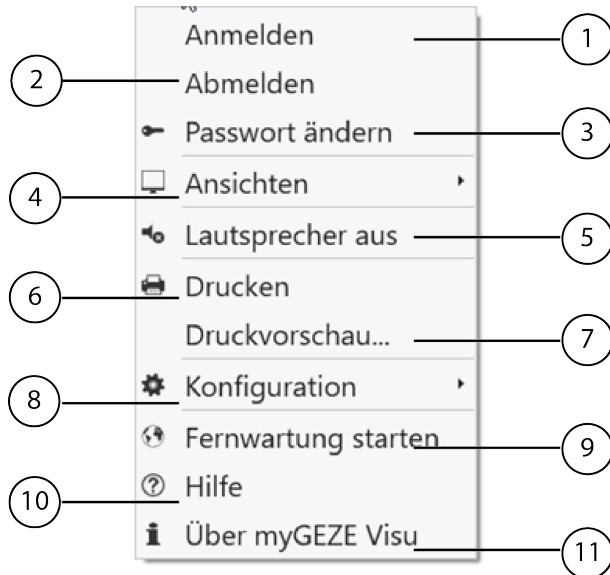 Anmelden 1
2 Abmelden
Passwort ändern 3
4 Ansichten
Lautsprecher aus 5
6 Drucken
Druckvorschau... 7
8 Konfiguration
Fernwartung starten 9
10 Hilfe
Über myGEZE Visu 11